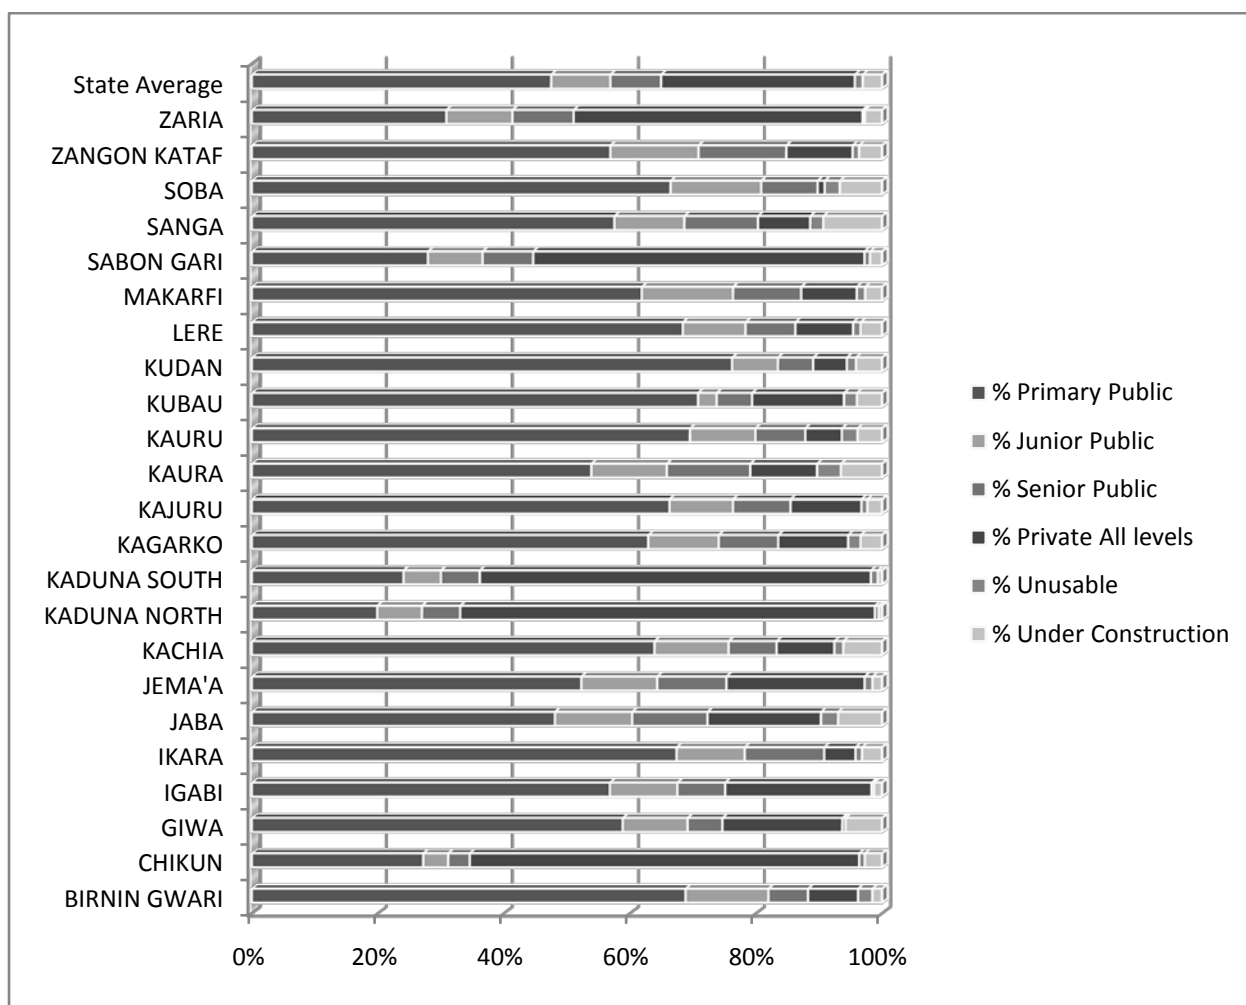 State Average
ZARIA
ZANGON KATAF
SOBA
SANGA
SABON GARI
MAKARFI
LERE
KUDAN
KUBAU
KAURU
KAURA
KAJURU
KAGARKO
KADUNA SOUTH
KADUNA NORTH
KACHIA
JEMA'A
JABA
IKARA
IGABI
GIWA
CHIKUN
BIRNIN GWARI
0% 20% 40% 60% 80% 100%
% Primary Public
% Junior Public
% Senior Public
% Private All levels
% Unusable
% Under Construction